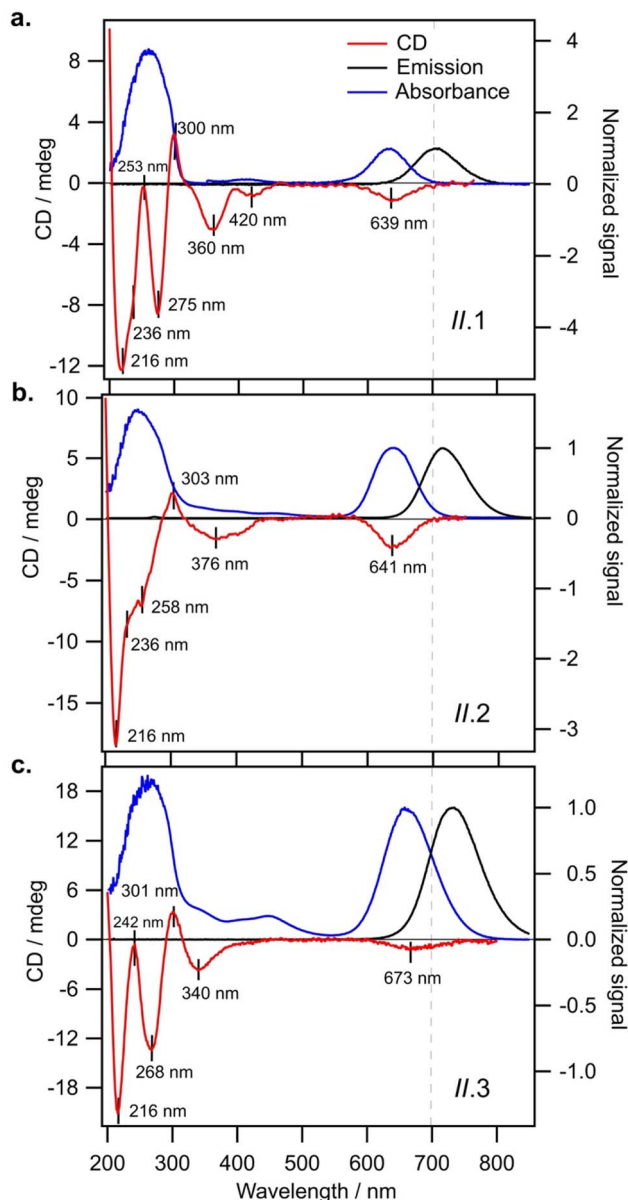 a.
8
4
0
-4
-8
-12
CD / mdeg
CD
Emission
Absorbance
300 nm
253 nm
420 nm
360 nm
639 nm
275 nm
236 nm
216 nm
II.1
4
2
0
-2
-4
Normalized signal
b.
10
5
0
-5
-10
-15
CD / mdeg
303 nm
376 nm
641 nm
258 nm
236 nm
216 nm
II.2
1
0
-1
-2
-3
Normalized signal
c.
18
12
6
0
-6
-12
-18
CD / mdeg
301 nm
242 nm
340 nm
673 nm
268 nm
216 nm
II.3
1.0
0.5
0.0
-0.5
-1.0
Normalized signal
200 300 400 500 600 700 800
Wavelength / nm